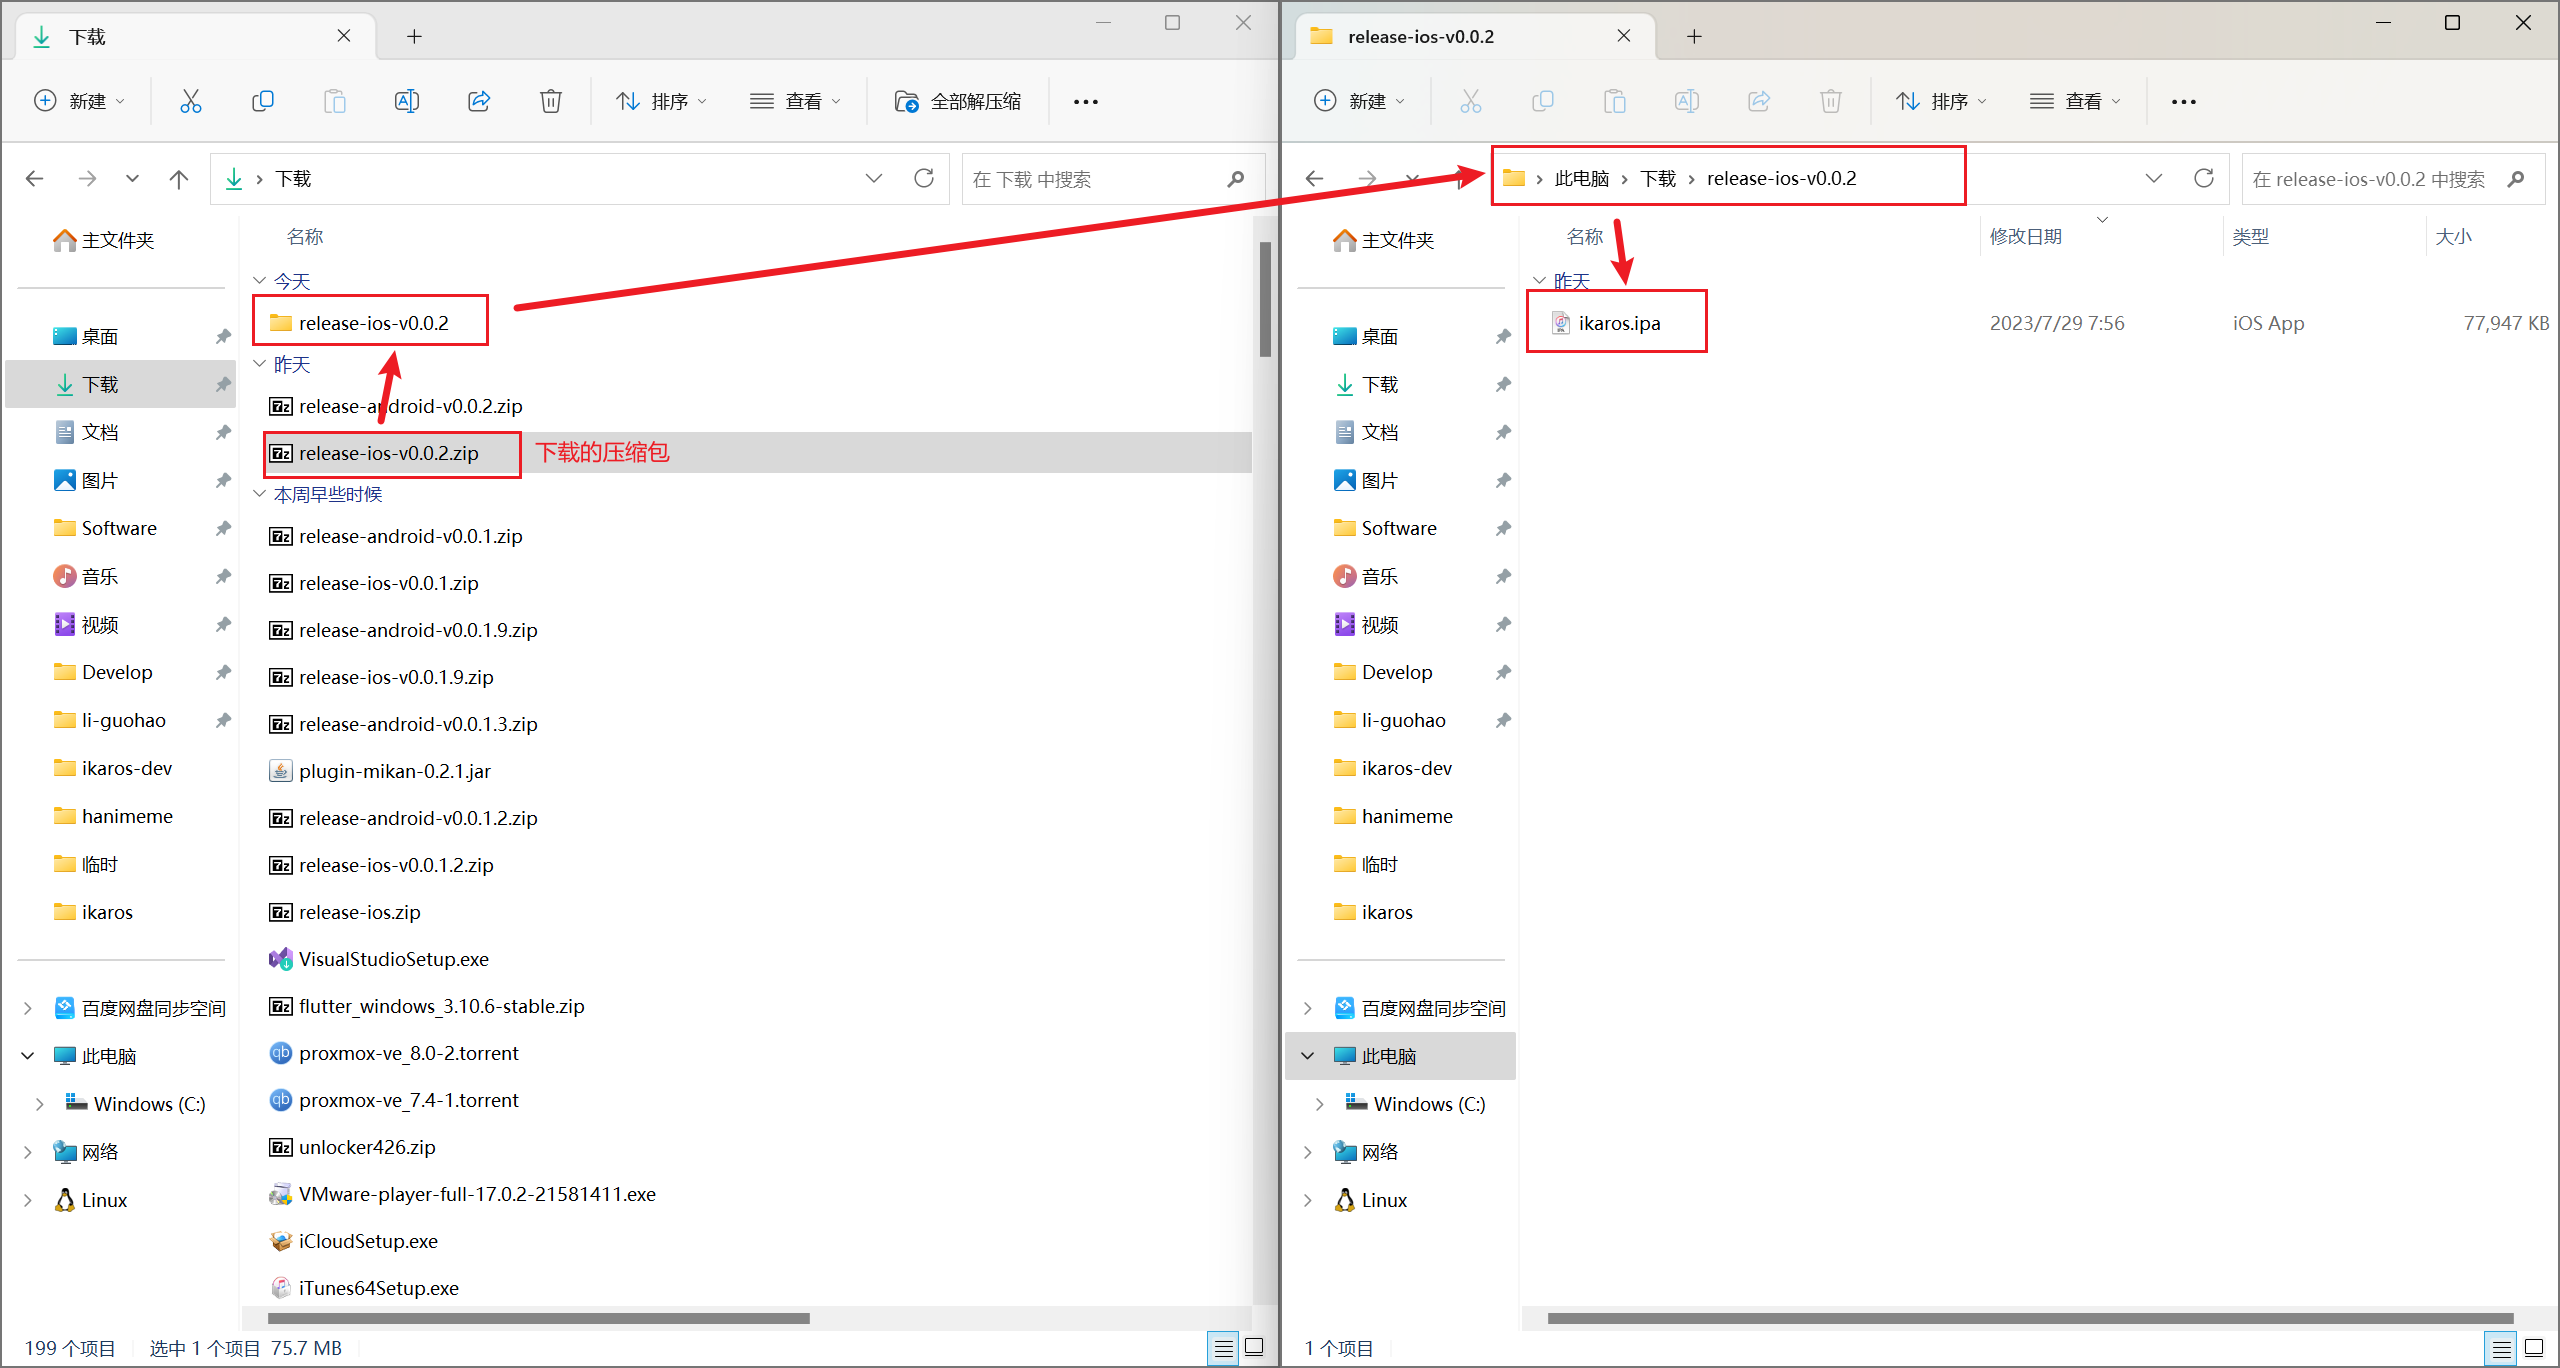 下载
新建
排序
查看
全部解压缩
下载
在 下载 中搜索
主文件夹
桌面
下载
文档
图片
Software
音乐
视频
Develop
li-guohao
ikaros-dev
hanimeme
临时
ikaros
百度网盘同步空间
此电脑
Windows (C:)
网络
Linux
名称
今天
release-ios-v0.0.2
昨天
release-android-v0.0.2.zip
release-ios-v0.0.2.zip 下载的压缩包
本周早些时候
release-android-v0.0.1.zip
release-ios-v0.0.1.zip
release-android-v0.0.1.9.zip
release-ios-v0.0.1.9.zip
release-android-v0.0.1.3.zip
plugin-mikan-0.2.1.jar
release-android-v0.0.1.2.zip
release-ios-v0.0.1.2.zip
release-ios.zip
VisualStudioSetup.exe
flutter_windows_3.10.6-stable.zip
proxmox-ve_8.0-2.torrent
proxmox-ve_7.4-1.torrent
unlocker426.zip
VMware-player-full-17.0.2-21581411.exe
iCloudSetup.exe
iTunes64Setup.exe
199 个项目 选中 1 个项目 75.7 MB
release-ios-v0.0.2
新建
排序
查看
此电脑 下载 release-ios-v0.0.2
在 release-ios-v0.0.2 中搜索
主文件夹
桌面
下载
文档
图片
Software
音乐
视频
Develop
li-guohao
ikaros-dev
hanimeme
临时
ikaros
百度网盘同步空间
此电脑
Windows (C:)
网络
Linux
名称 修改日期 类型 大小
昨天
ikaros.ipa 2023/7/29 7:56 iOS App 77,947 KB
1 个项目